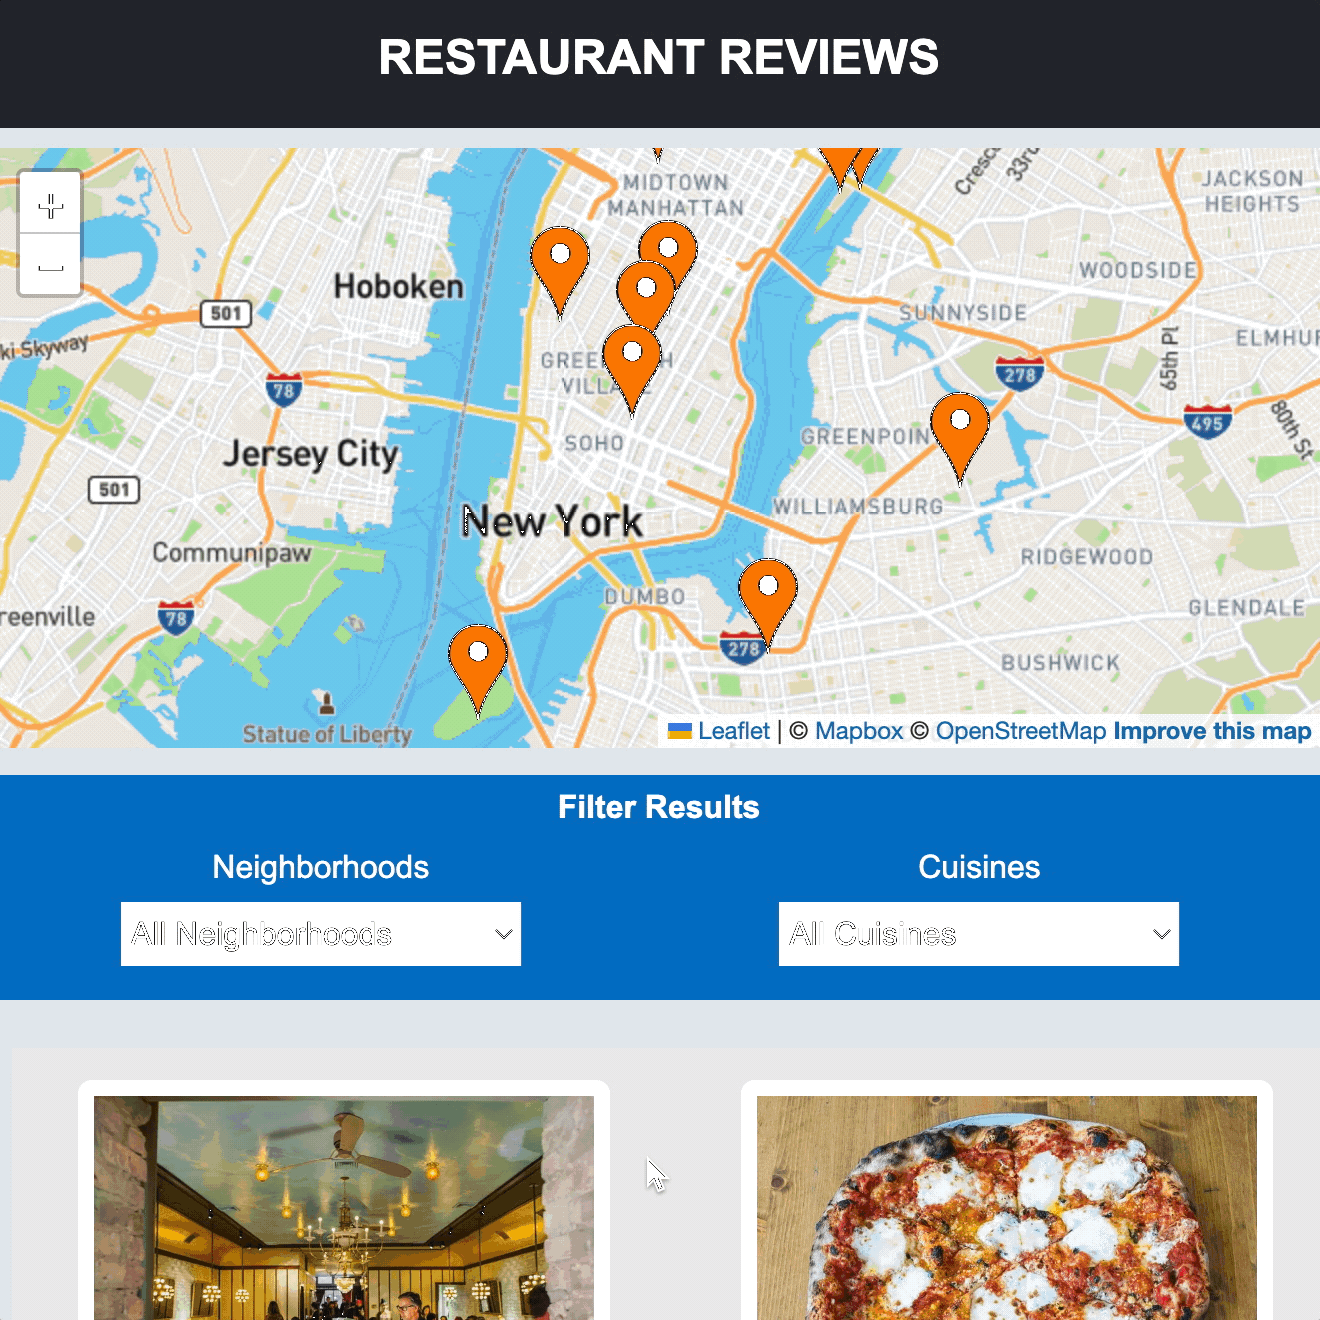 RESTAURANT REVIEWS
MIDTOWN
MANHATTAN
33rd
JACKSON
HEIGHTS
Hoboken
WOODSIDE
501
SUNNYSIDE
ki Skyway
ELMHUR
65th Pl
278
78
GREE H
VILLA E
80th St
495
SOHO
GREENPOIN
Jersey City
501
WILLIAMSBURG
New York
Communipaw
RIDGEWOOD
DUMBO
GLENDALE
reenville
78
278
BUSHWICK
Statue of Liberty
Leaflet | © Mapbox © OpenStreetMap Improve this map
Filter Results
Neighborhoods
Cuisines
All Neighborhoods
All Cuisines